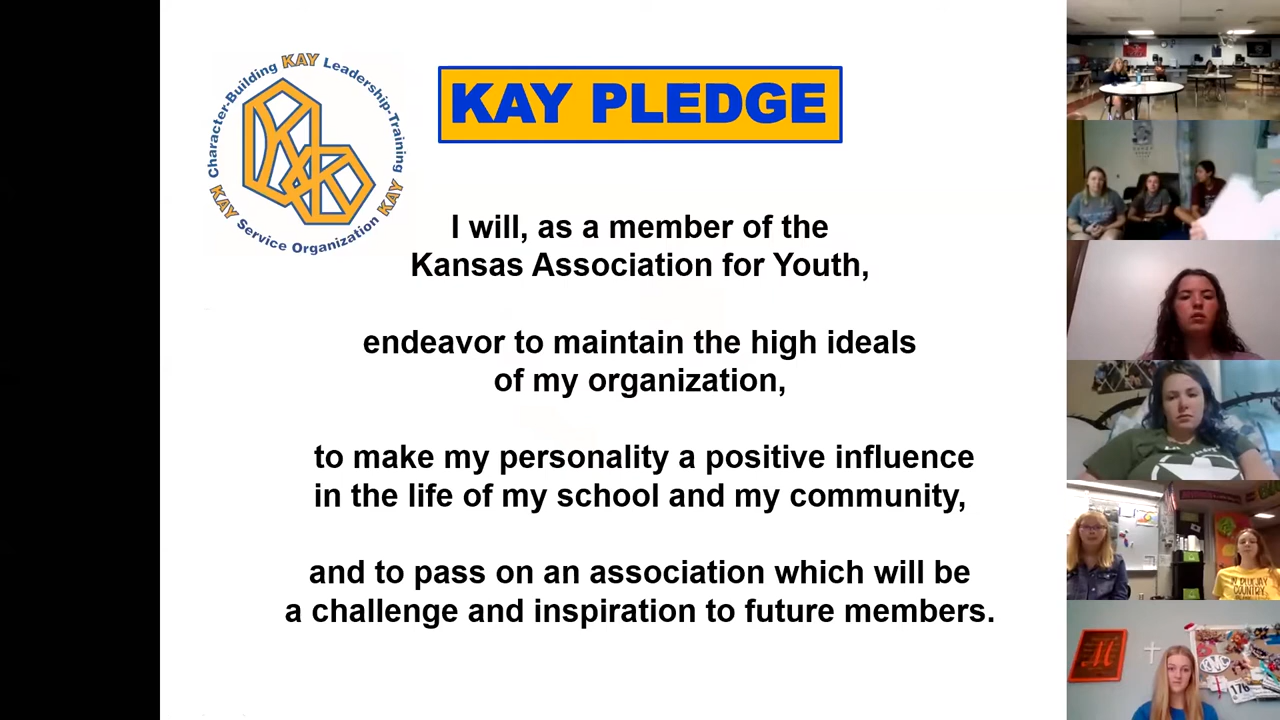 Character-Building KAY Leadership-Training KAY Service Organization KAY
KAY PLEDGE
I will, as a member of the
Kansas Association for Youth,
endeavor to maintain the high ideals
of my organization,
to make my personality a positive influence
in the life of my school and my community,
and to pass on an association which will be
a challenge and inspiration to future members.
COUNTRY
M
KMC
176